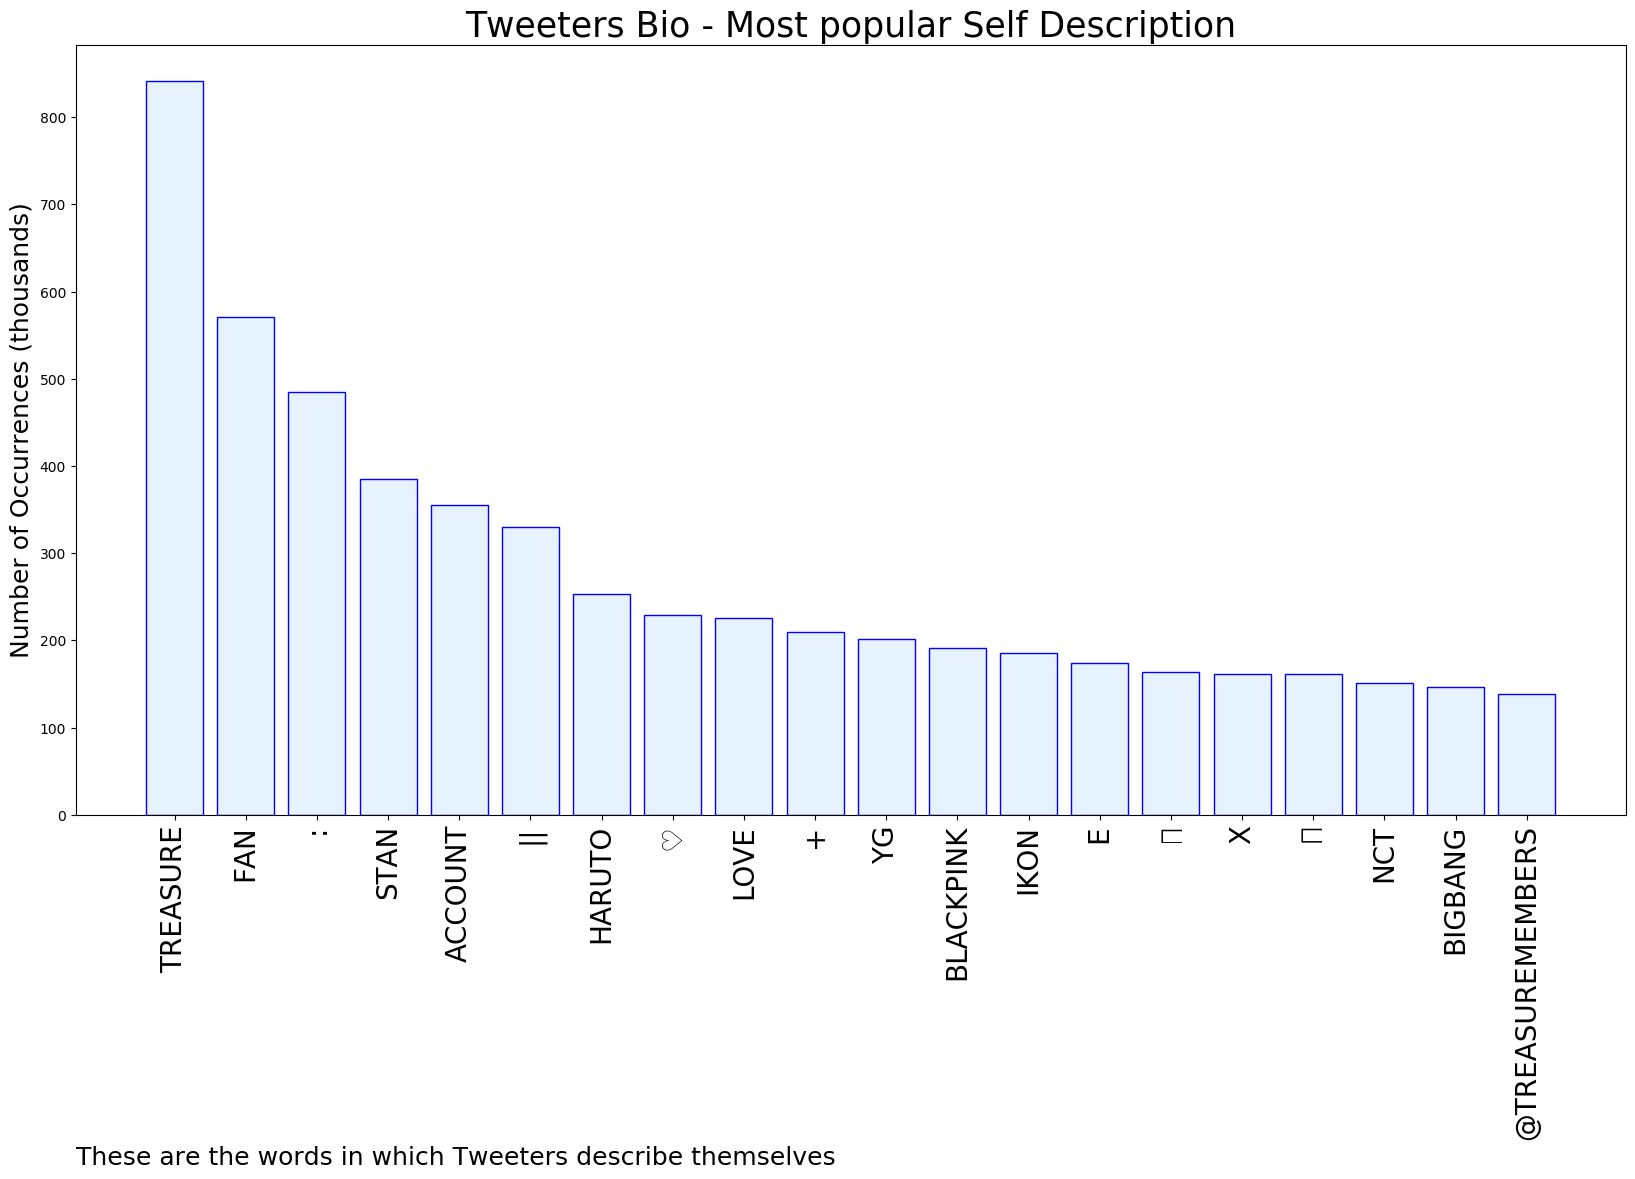 Tweeters Bio - Most popular Self Description
Number of Occurrences (thousands)
800
700
600
500
400
300
200
100
0
TREASURE
FAN
:
STAN
ACCOUNT
||
HARUTO
♡
LOVE
+
YG
BLACKPINK
IKON
E
X
NCT
BIGBANG
@TREASUREMEMBERS
These are the words in which Tweeters describe themselves